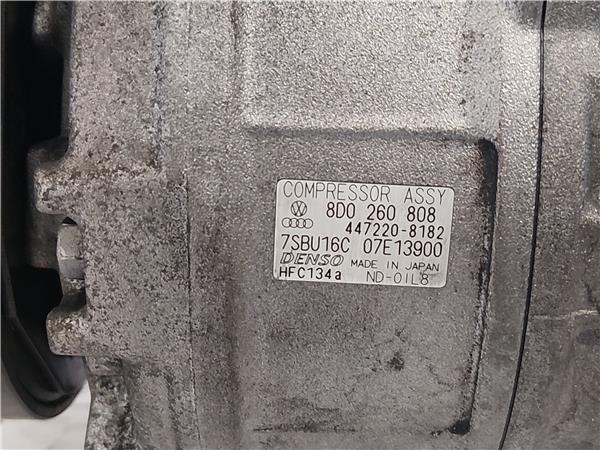 COMPRESSOR ASSY
8D0 260 808
447220-8182
7SBU16C 07E13900
DENSO MADE IN JAPAN
HFC134a ND-OIL8